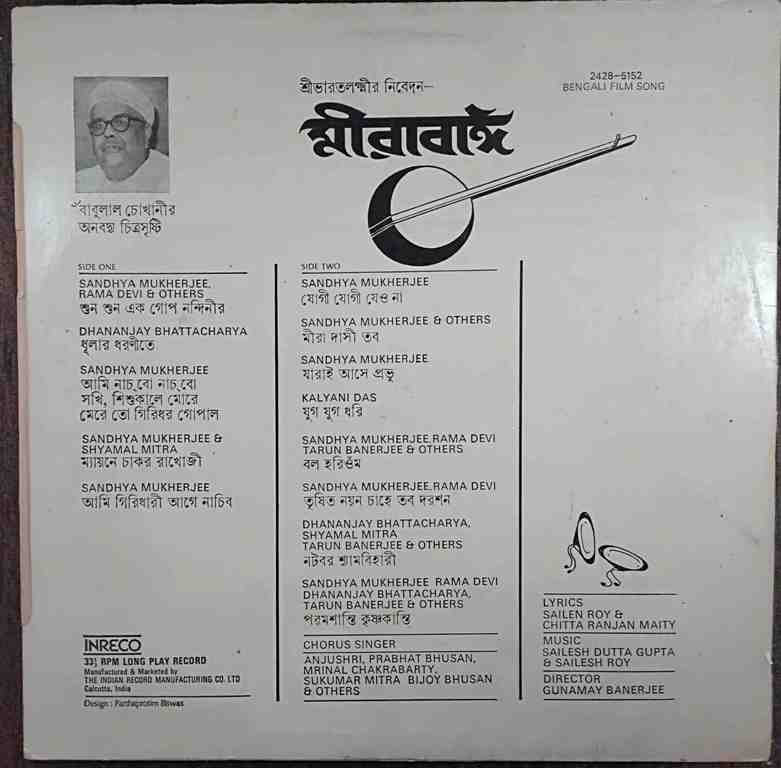 শ্রীভারতলক্ষ্মীর নিবেদন—
মীরাবাঈ
2428-5152
BENGALI FILM SONG
৺বাবুলাল চোখানীর
অনবদ্য চিত্রসৃষ্টি
SIDE ONE
SANDHYA MUKHERJEE,
RAMA DEVI & OTHERS
শুন শুন এক গোপ নন্দিনীর
DHANANJAY BHATTACHARYA
ধূলার ধরণীতে
SANDHYA MUKHERJEE
আমি নাচ্‌বো নাচ্‌বো
সখি, শিশুকালে মোরে
মেরে তো গিরিধর গোপাল
SANDHYA MUKHERJEE &
SHYAMAL MITRA
ম্যায়নে চাকর রাখোজী
SANDHYA MUKHERJEE
আমি গিরিধারী আগে নাচিব
INRECO
33⅓ RPM LONG PLAY RECORD
Manufactured & Marketed by
THE INDIAN RECORD MANUFACTURING CO. LTD
Calcutta, India
Design : Parthaprotim Biswas
SIDE TWO
SANDHYA MUKHERJEE
যোগী যোগী যেও না
SANDHYA MUKHERJEE & OTHERS
মীরা দাসী তব
SANDHYA MUKHERJEE
যারাই আসে প্রভু
KALYANI DAS
যুগ যুগ ধরি
SANDHYA MUKHERJEE,RAMA DEVI
TARUN BANERJEE & OTHERS
বল হরিওঁম
SANDHYA MUKHERJEE,RAMA DEVI
তৃষিত নয়ন চাহে তব দরশন
DHANANJAY BHATTACHARYA,
SHYAMAL MITRA
TARUN BANERJEE & OTHERS
নটবর শ্যামবিহারী
SANDHYA MUKHERJEE RAMA DEVI
DHANANJAY BHATTACHARYA,
TARUN BANERJEE & OTHERS
পরমশান্তি কৃষ্ণকান্তি
CHORUS SINGER
ANJUSHRI, PRABHAT BHUSAN,
MRINAL CHAKRABARTY,
SUKUMAR MITRA BIJOY BHUSAN
& OTHERS
LYRICS
SAILEN ROY &
CHITTA RANJAN MAITY
MUSIC
SAILESH DUTTA GUPTA
& SAILESH ROY
DIRECTOR
GUNAMAY BANERJEE